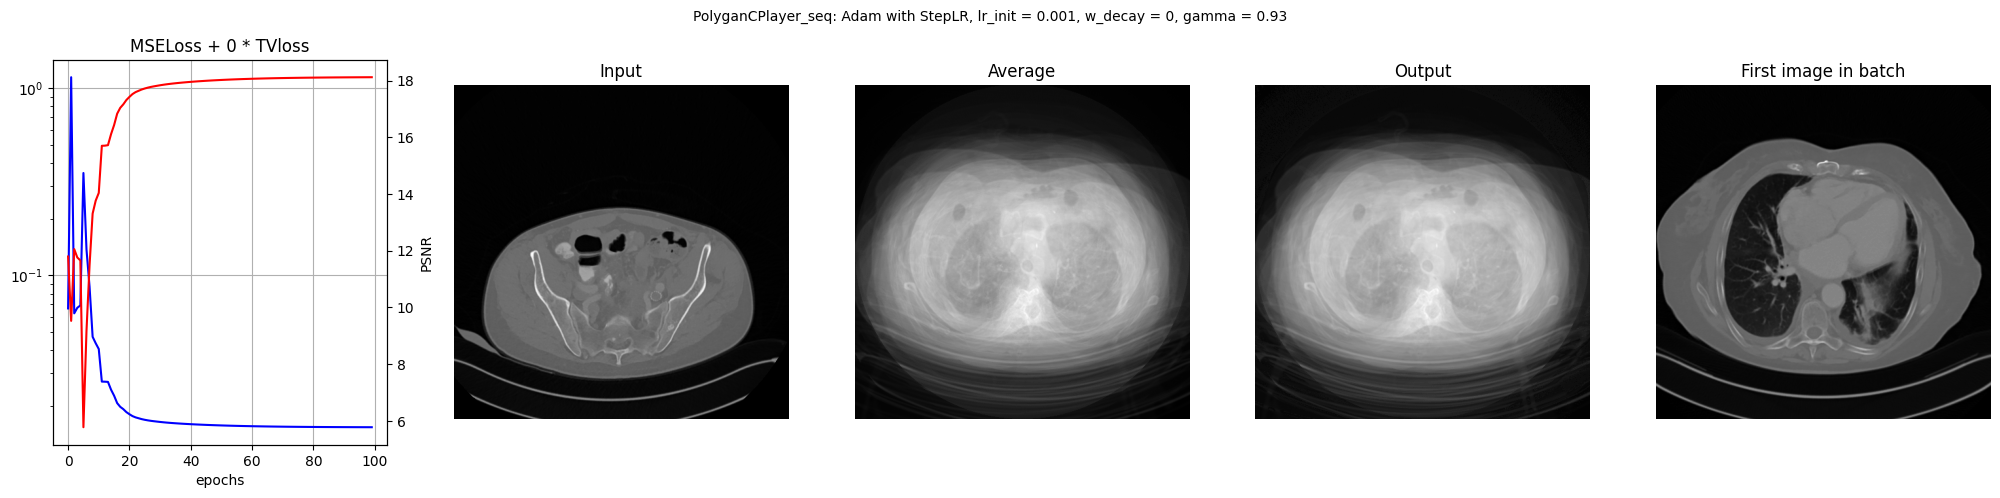 PolyganCPlayer_seq: Adam with StepLR, lr_init = 0.001, w_decay = 0, gamma = 0.93
MSELoss + 0 * TVloss
10⁰
10⁻¹
0
20
40
60
80
100
epochs
18
16
14
12
10
8
6
PSNR
Input
Average
Output
First image in batch